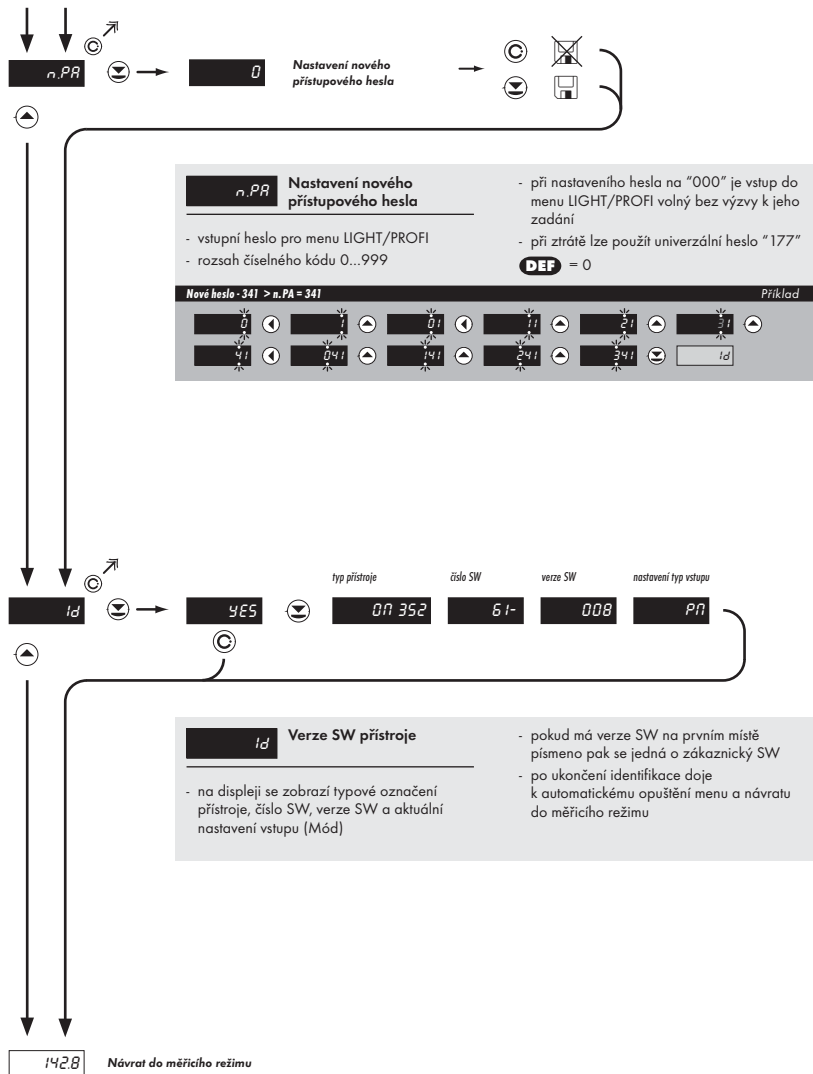 n.PA
0
Nastavení nového
přístupového hesla
n.PA
Nastavení nového
přístupového hesla
- vstupní heslo pro menu LIGHT/PROFI
- rozsah číselného kódu 0...999
- při nastaveního hesla na "000" je vstup do
menu LIGHT/PROFI volný bez výzvy k jeho
zadání
- při ztrátě lze použít univerzální heslo "177"
DEF = 0
Nové heslo - 341 > n.PA = 341 Příklad
0 1 01 11 21 31
41 041 141 241 341 Id
typ přístroje číslo SW verze SW nastavení typ vstupu
Id YES OM 352 61- 008 PM
Id
Verze SW přístroje
- na displeji se zobrazí typové označení
přístroje, číslo SW, verze SW a aktuální
nastavení vstupu (Mód)
- pokud má verze SW na prvním místě
písmeno pak se jedná o zákaznický SW
- po ukončení identifikace doje
k automatickému opuštění menu a návratu
do měřicího režimu
142.8 Návrat do měřicího režimu